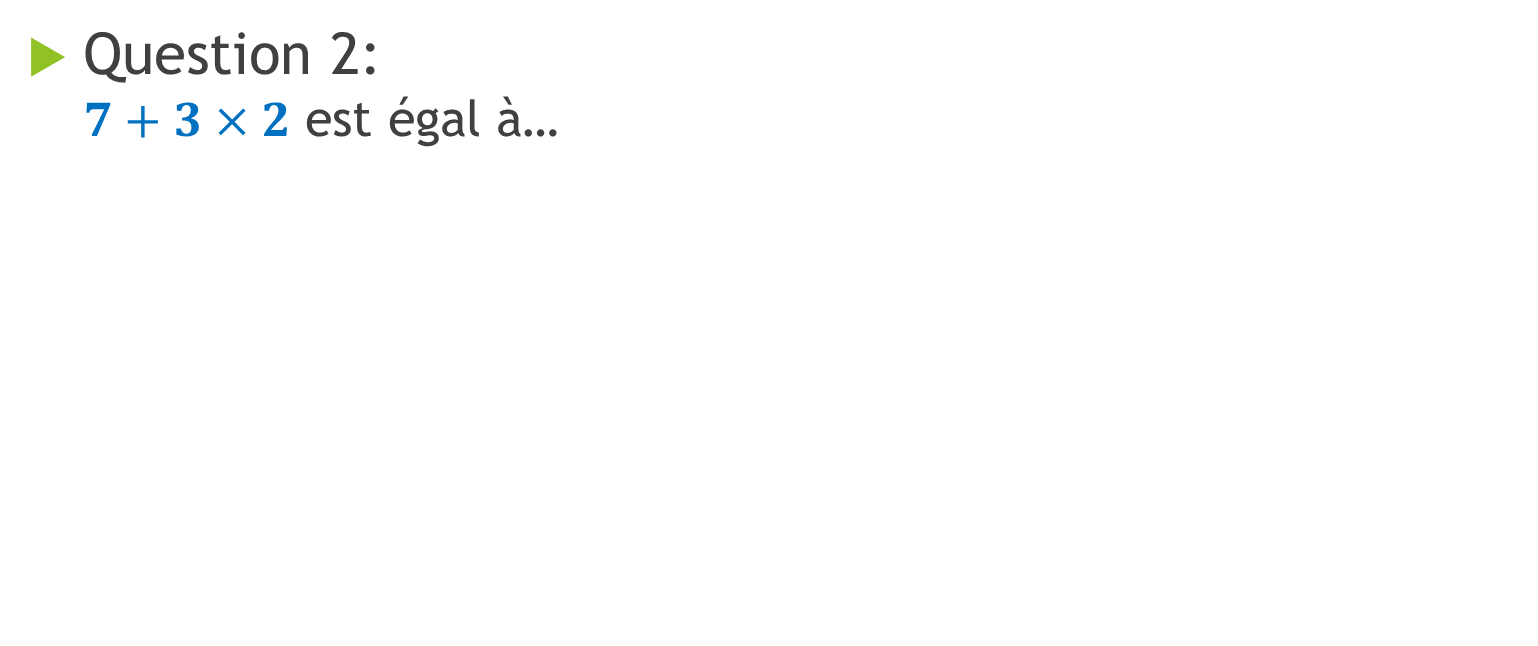 Question 2:
7 + 3 × 2 est égal à…